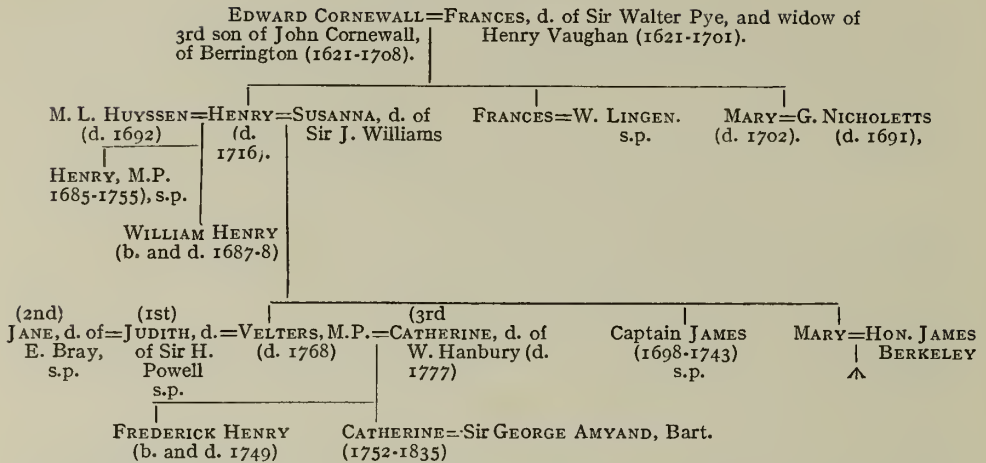 EDWARD CORNEWALL=FRANCES, d. of Sir Walter Pye, and widow of
3rd son of John Cornewall, Henry Vaughan (1621-1701).
of Berrington (1621-1708).
M. L. HUYSSEN=HENRY=SUSANNA, d. of FRANCES=W. LINGEN. MARY=G. NICHOLETTS
(d. 1692) (d. Sir J. Williams s.p. (d. 1702). (d. 1691),
1716).
HENRY, M.P.
1685-1755), s.p.
WILLIAM HENRY
(b. and d. 1687-8)
(2nd) (1st) (3rd
JANE, d. of=JUDITH, d.=VELTERS, M.P.=CATHERINE, d. of Captain JAMES MARY=HON. JAMES
E. Bray, of Sir H. (d. 1768) W. Hanbury (d. (1698-1743) BERKELEY
s.p. Powell 1777) s.p.
s.p.
FREDERICK HENRY CATHERINE=Sir GEORGE AMYAND, Bart.
(b. and d. 1749) (1752-1835)